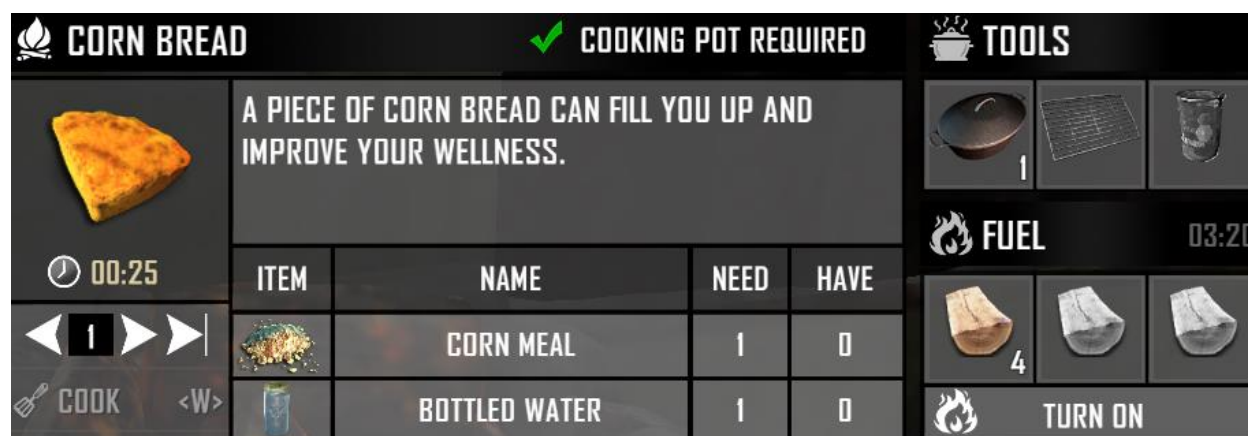 CORN BREAD
COOKING POT REQUIRED
A PIECE OF CORN BREAD CAN FILL YOU UP AND
IMPROVE YOUR WELLNESS.
00:25
ITEM NAME NEED HAVE
1
CORN MEAL 1 0
COOK <W>
BOTTLED WATER 1 0
TOOLS
1
FUEL 03:20
4
TURN ON